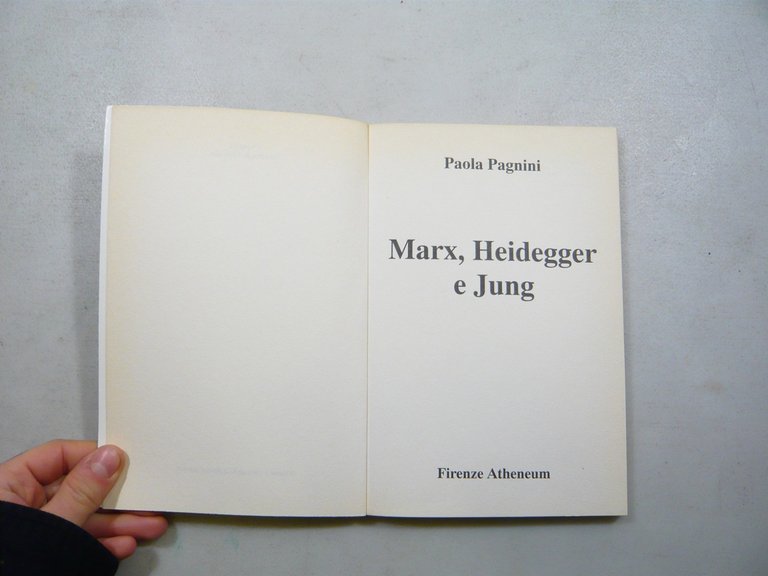 Paola Pagnini
Marx, Heidegger
e Jung
Firenze Atheneum